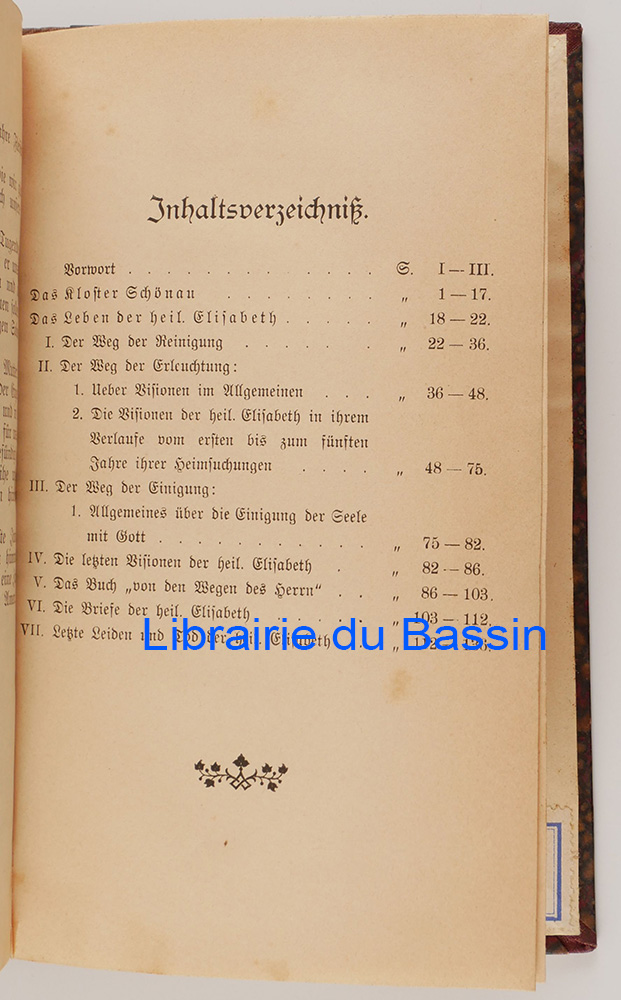 Inhaltsverzeichniß.
Vorwort . . . . . . . . . . . . . S. I — III.
Das Kloster Schönau . . . . . . . . „ 1 — 17.
Das Leben der heil. Elisabeth . . . . . „ 18 — 22.
I. Der Weg der Reinigung . . . . . „ 22 — 36.
II. Der Weg der Erleuchtung:
1. Ueber Visionen im Allgemeinen . . . „ 36 — 48.
2. Die Visionen der heil. Elisabeth in ihrem
Verlaufe vom ersten bis zum fünften
Jahre ihrer Heimsuchungen . . . . „ 48 — 75.
III. Der Weg der Einigung:
1. Allgemeines über die Einigung der Seele
mit Gott . . . . . . . . . . „ 75 — 82.
IV. Die letzten Visionen der heil. Elisabeth . „ 82 — 86.
V. Das Buch „von den Wegen des Herrn“ . . „ 86 — 103.
VI. Die Briefe der heil. Elisabeth . . . . . „ 103 — 112.
VII. Letzte Leiden und Tod der heil. Elisabeth . . „
Librairie du Bassin